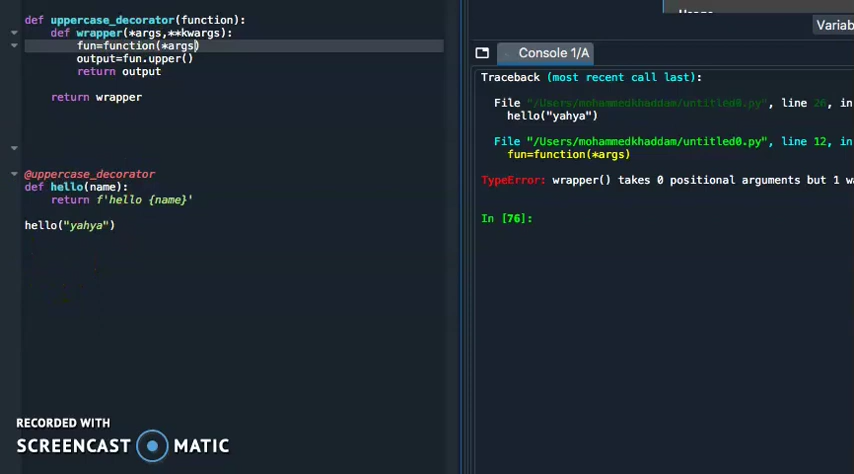 def uppercase_decorator(function):
def wrapper(*args,**kwargs):
fun=function(*args)
output=fun.upper()
return output
return wrapper
@uppercase_decorator
def hello(name):
return f'hello {name}'
hello("yahya")
RECORDED WITH
SCREENCAST MATIC
Variab
Console 1/A
Traceback (most recent call last):
File "/Users/mohammedkhaddam/untitled0.py", line 26, in
hello("yahya")
File "/Users/mohammedkhaddam/untitled0.py", line 12, in
fun=function(*args)
TypeError: wrapper() takes 0 positional arguments but 1 wa
In [76]: